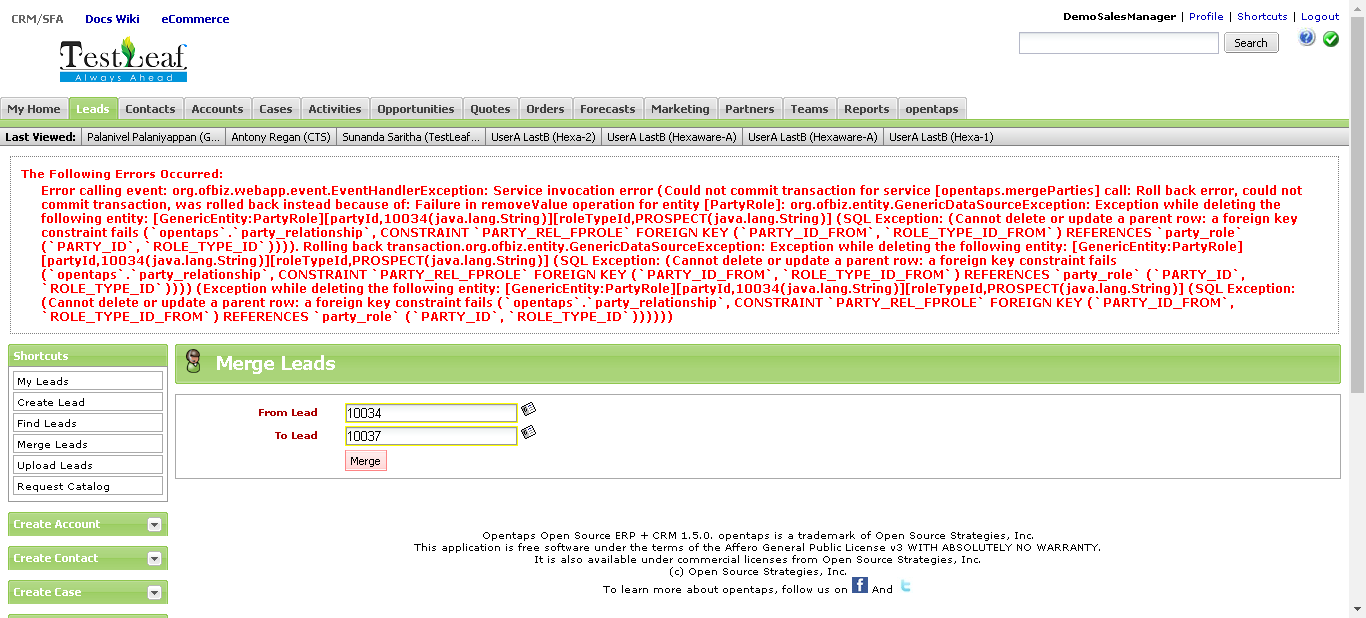 CRM/SFA Docs Wiki eCommerce
DemoSalesManager | Profile | Shortcuts | Logout
TestLeaf
Always Ahead
Search
My Home Leads Contacts Accounts Cases Activities Opportunities Quotes Orders Forecasts Marketing Partners Teams Reports opentaps
Last Viewed: Palanivel Palaniyappan (G... Antony Regan (CTS) Sunanda Saritha (TestLeaf... UserA LastB (Hexa-2) UserA LastB (Hexaware-A) UserA LastB (Hexaware-A) UserA LastB (Hexa-1)
The Following Errors Occurred:
Error calling event: org.ofbiz.webapp.event.EventHandlerException: Service invocation error (Could not commit transaction for service [opentaps.mergeParties] call: Roll back error, could not
commit transaction, was rolled back instead because of: Failure in removeValue operation for entity [PartyRole]: org.ofbiz.entity.GenericDataSourceException: Exception while deleting the
following entity: [GenericEntity:PartyRole][partyId,10034(java.lang.String)][roleTypeId,PROSPECT(java.lang.String)] (SQL Exception: (Cannot delete or update a parent row: a foreign key
constraint fails (`opentaps`.`party_relationship`, CONSTRAINT `PARTY_REL_FPROLE` FOREIGN KEY (`PARTY_ID_FROM`, `ROLE_TYPE_ID_FROM`) REFERENCES `party_role`
(`PARTY_ID`, `ROLE_TYPE_ID`)))). Rolling back transaction.org.ofbiz.entity.GenericDataSourceException: Exception while deleting the following entity: [GenericEntity:PartyRole]
[partyId,10034(java.lang.String)][roleTypeId,PROSPECT(java.lang.String)] (SQL Exception: (Cannot delete or update a parent row: a foreign key constraint fails
(`opentaps`.`party_relationship`, CONSTRAINT `PARTY_REL_FPROLE` FOREIGN KEY (`PARTY_ID_FROM`, `ROLE_TYPE_ID_FROM`) REFERENCES `party_role` (`PARTY_ID`,
`ROLE_TYPE_ID`)))) (Exception while deleting the following entity: [GenericEntity:PartyRole][partyId,10034(java.lang.String)][roleTypeId,PROSPECT(java.lang.String)] (SQL Exception:
(Cannot delete or update a parent row: a foreign key constraint fails (`opentaps`.`party_relationship`, CONSTRAINT `PARTY_REL_FPROLE` FOREIGN KEY (`PARTY_ID_FROM`,
`ROLE_TYPE_ID_FROM`) REFERENCES `party_role` (`PARTY_ID`, `ROLE_TYPE_ID`))))))
Shortcuts
My Leads
Create Lead
Find Leads
Merge Leads
Upload Leads
Request Catalog
Create Account
Create Contact
Create Case
Merge Leads
From Lead 10034
To Lead 10037
Merge
Opentaps Open Source ERP + CRM 1.5.0. opentaps is a trademark of Open Source Strategies, Inc.
This application is free software under the terms of the Affero General Public License v3 WITH ABSOLUTELY NO WARRANTY.
It is also available under commercial licenses from Open Source Strategies, Inc.
(c) Open Source Strategies, Inc.
To learn more about opentaps, follow us on f And t